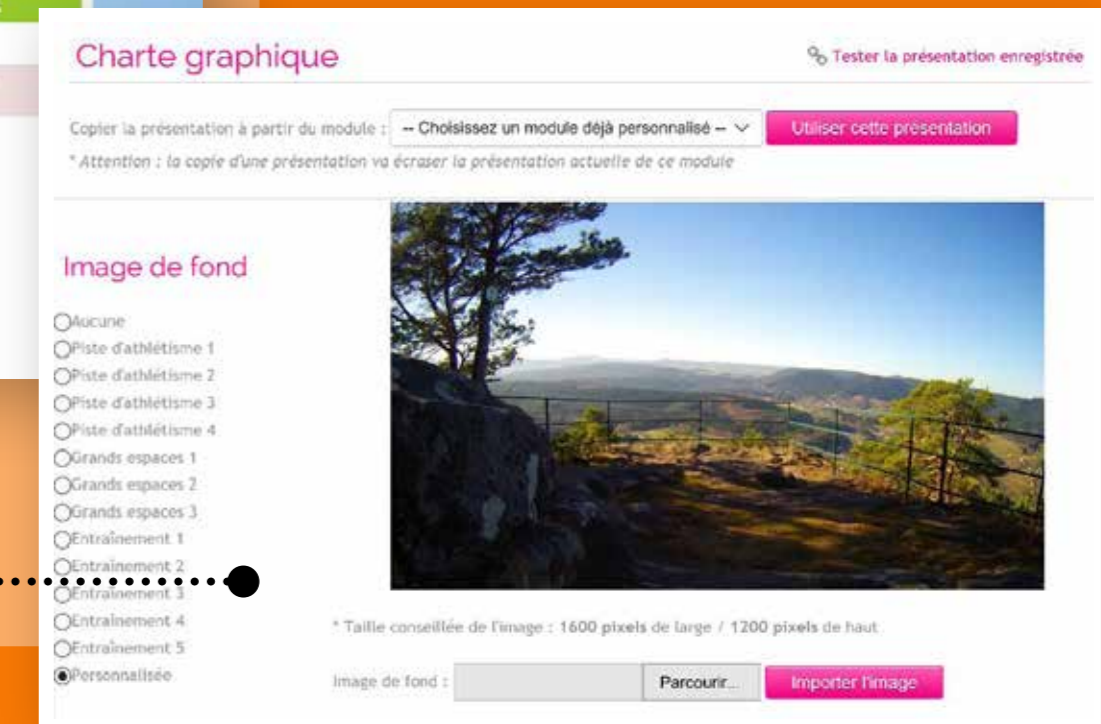 Charte graphique
Tester la présentation enregistrée
Copier la présentation à partir du module : -- Choisissez un module déjà personnalisé -- Utiliser cette présentation
* Attention : la copie d'une présentation va écraser la présentation actuelle de ce module
Image de fond
Aucune
Piste d'athlétisme 1
Piste d'athlétisme 2
Piste d'athlétisme 3
Piste d'athlétisme 4
Grands espaces 1
Grands espaces 2
Grands espaces 3
Entraînement 1
Entraînement 2
Entraînement 3
Entraînement 4
Entraînement 5
Personnalisée
* Taille conseillée de l'image : 1600 pixels de large / 1200 pixels de haut
Image de fond : Parcourir... Importer l'image